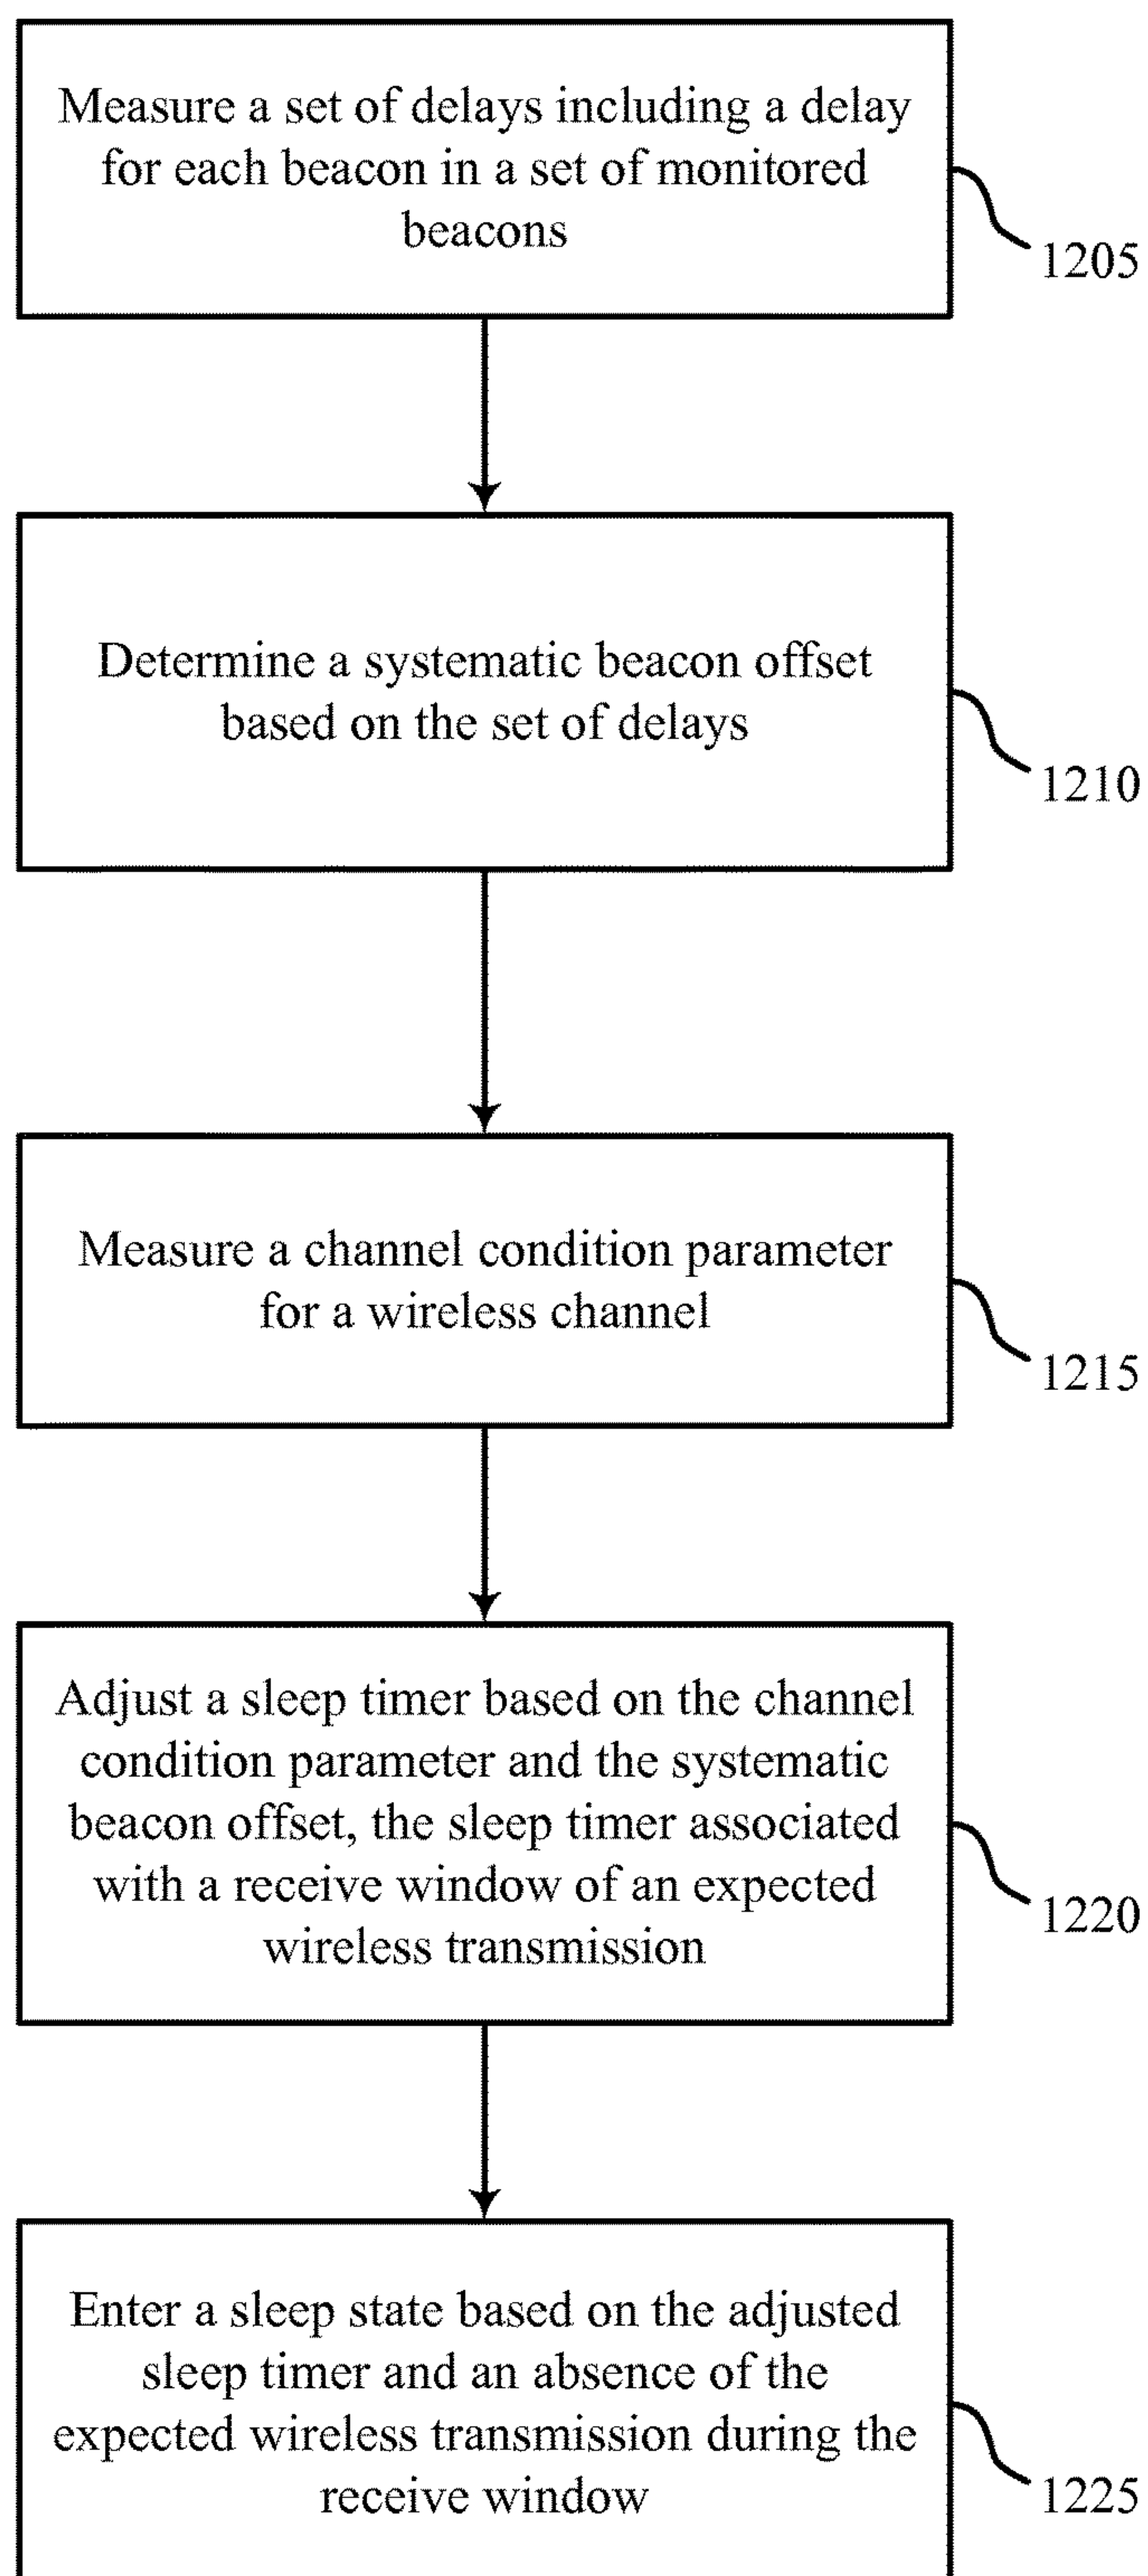 Measure a set of delays including a delay
for each beacon in a set of monitored
beacons
1205
Determine a systematic beacon offset
based on the set of delays
1210
Measure a channel condition parameter
for a wireless channel
1215
Adjust a sleep timer based on the channel
condition parameter and the systematic
beacon offset, the sleep timer associated
with a receive window of an expected
wireless transmission
1220
Enter a sleep state based on the adjusted
sleep timer and an absence of the
expected wireless transmission during the
receive window
1225